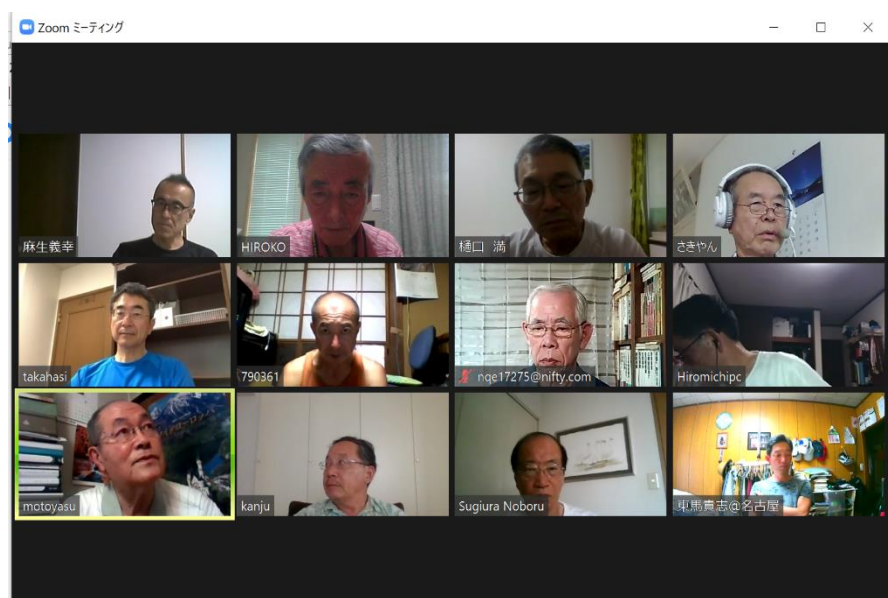 Zoom ミーティング
麻生義幸
HIROKO
樋口 満
さきやん
takahasi
790361
nqe17275@nifty.com
Hiromichipc
motoyasu
kanju
Sugiura Noboru
東馬貴志@名古屋